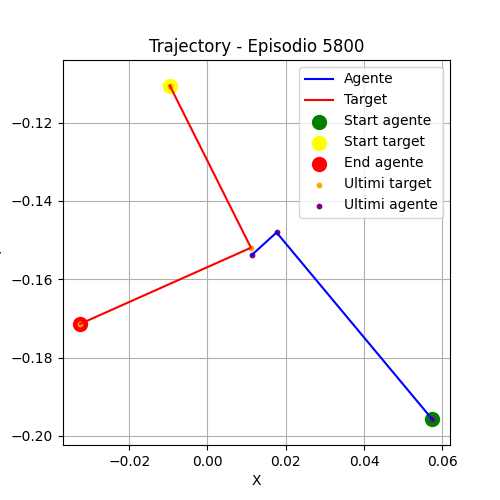 Trajectory - Episodio 5800
Agente
Target
Start agente
Start target
End agente
Ultimi target
Ultimi agente
−0.12
−0.14
−0.16
−0.18
−0.20
−0.02
0.00
0.02
0.04
0.06
X